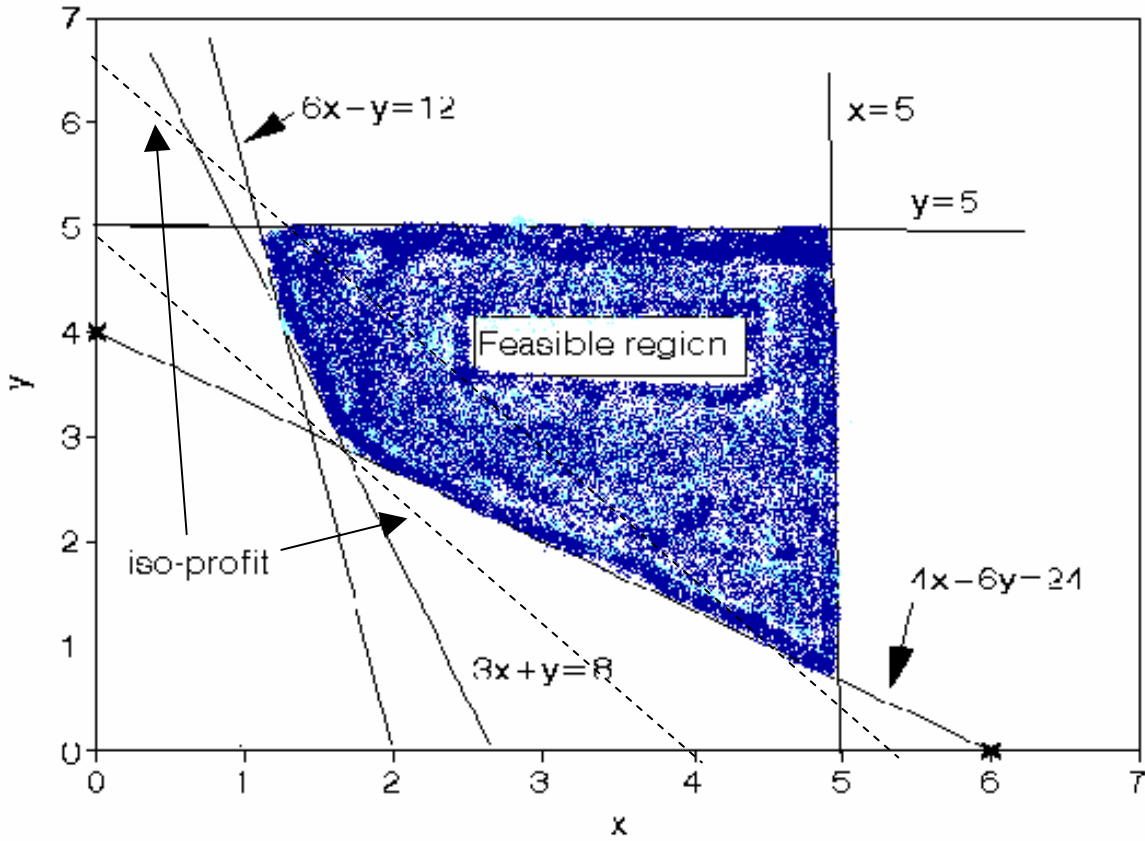 7
6
5
4
3
2
1
0
y
6x−y=12
x=5
y=5
Feasible region
iso-profit
4x−6y−24
3x+y=8
0 1 2 3 4 5 6 7
x